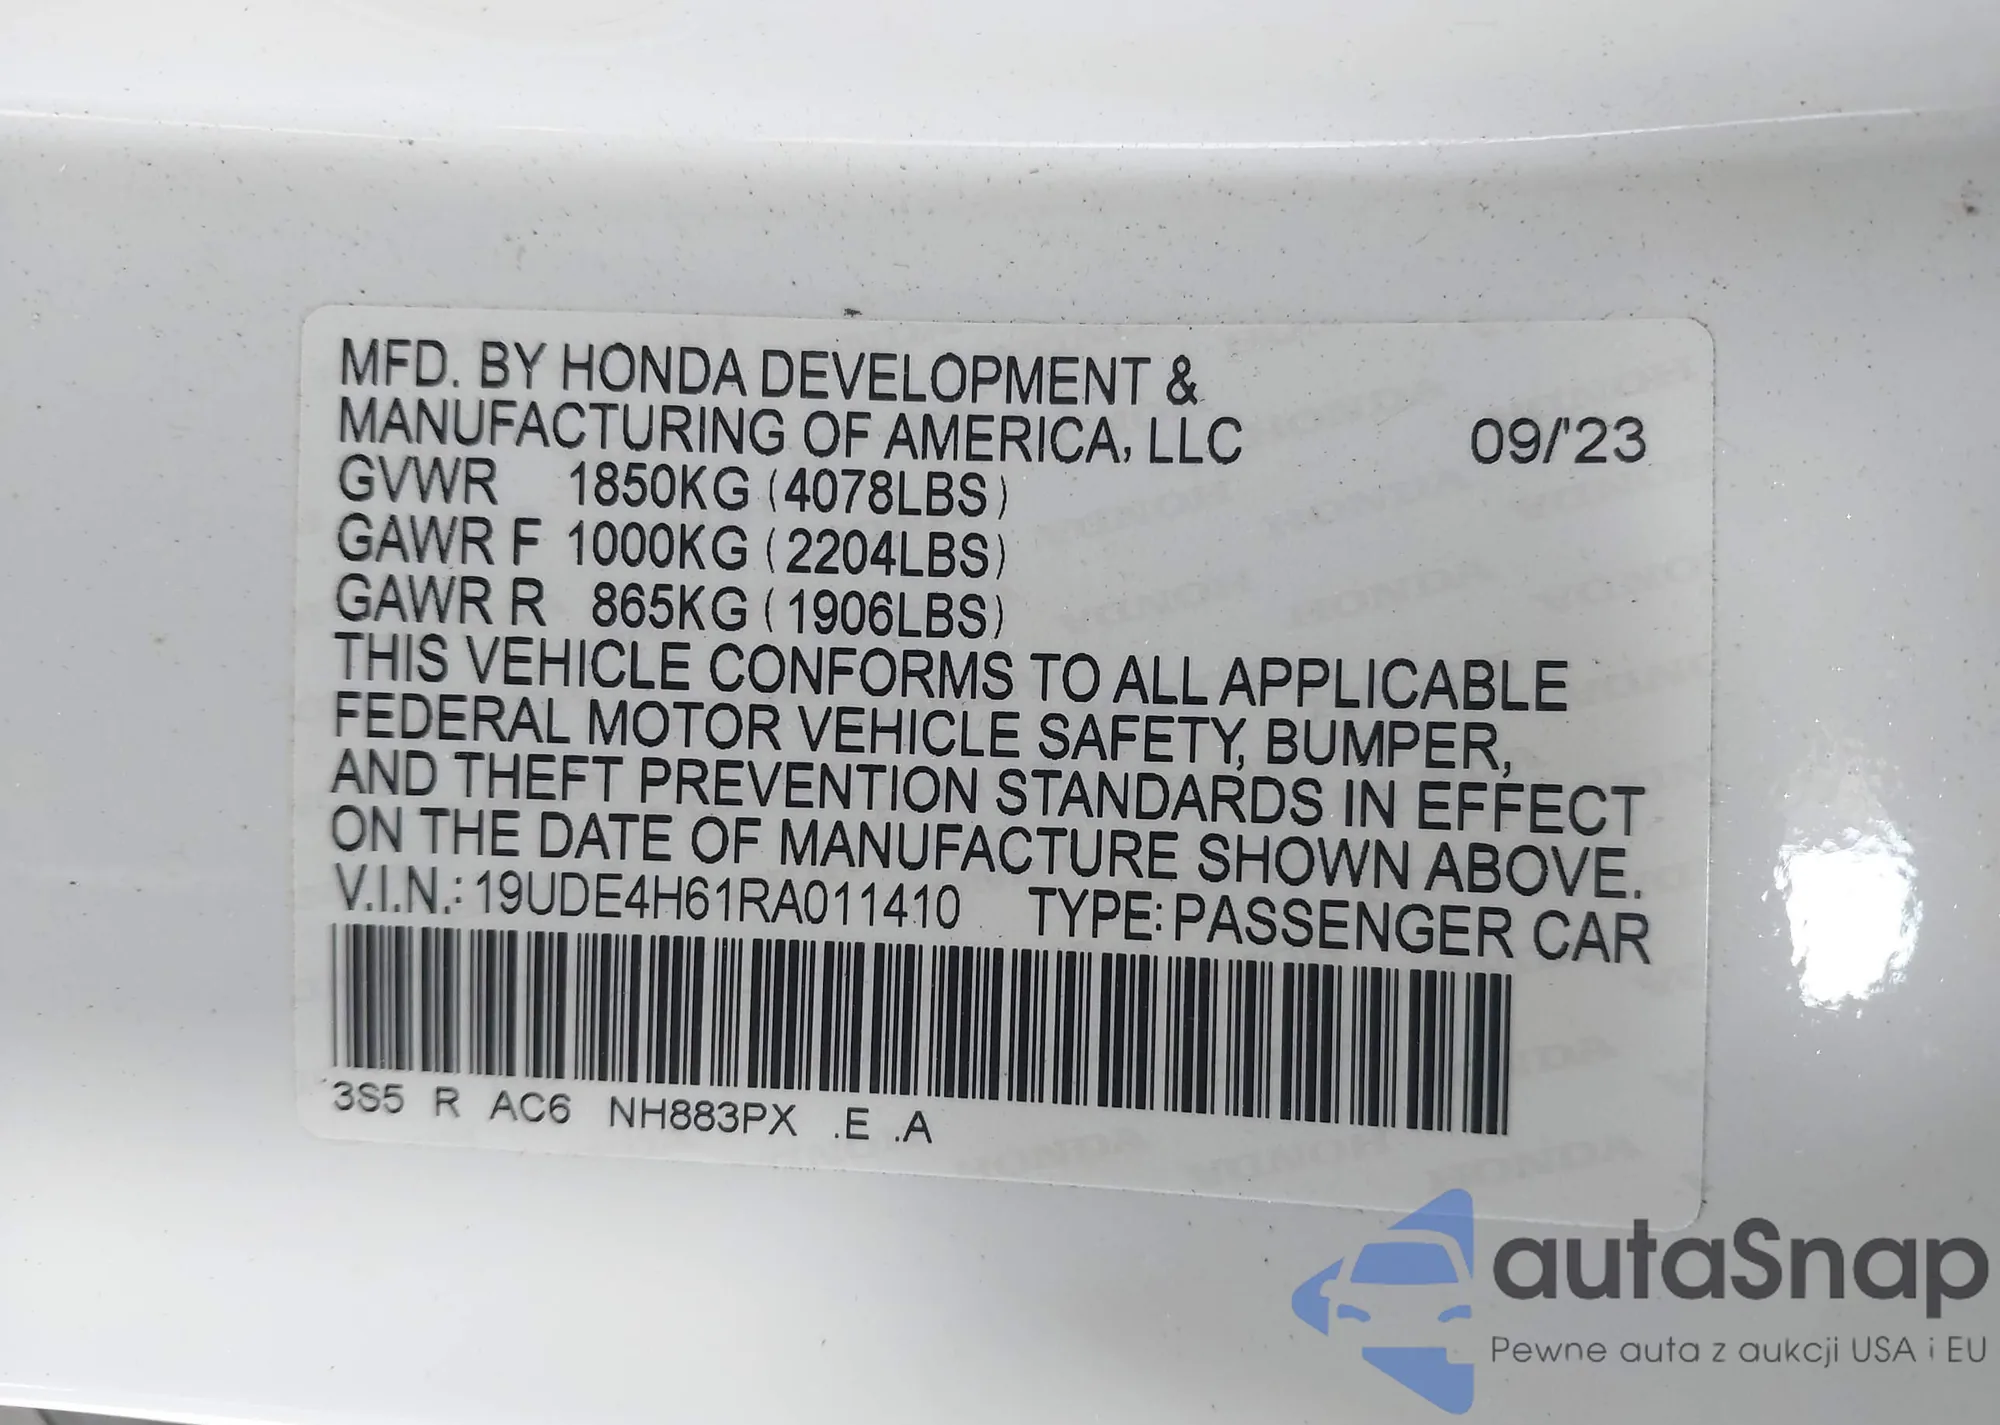 MFD. BY HONDA DEVELOPMENT &
MANUFACTURING OF AMERICA, LLC 09/'23
GVWR 1850KG (4078LBS)
GAWR F 1000KG (2204LBS)
GAWR R 865KG (1906LBS)
THIS VEHICLE CONFORMS TO ALL APPLICABLE
FEDERAL MOTOR VEHICLE SAFETY, BUMPER,
AND THEFT PREVENTION STANDARDS IN EFFECT
ON THE DATE OF MANUFACTURE SHOWN ABOVE.
V.I.N.: 19UDE4H61RA011410 TYPE: PASSENGER CAR
3S5 R AC6 NH883PX .E .A
autaSnap
Pewne auta z aukcji USA i EU